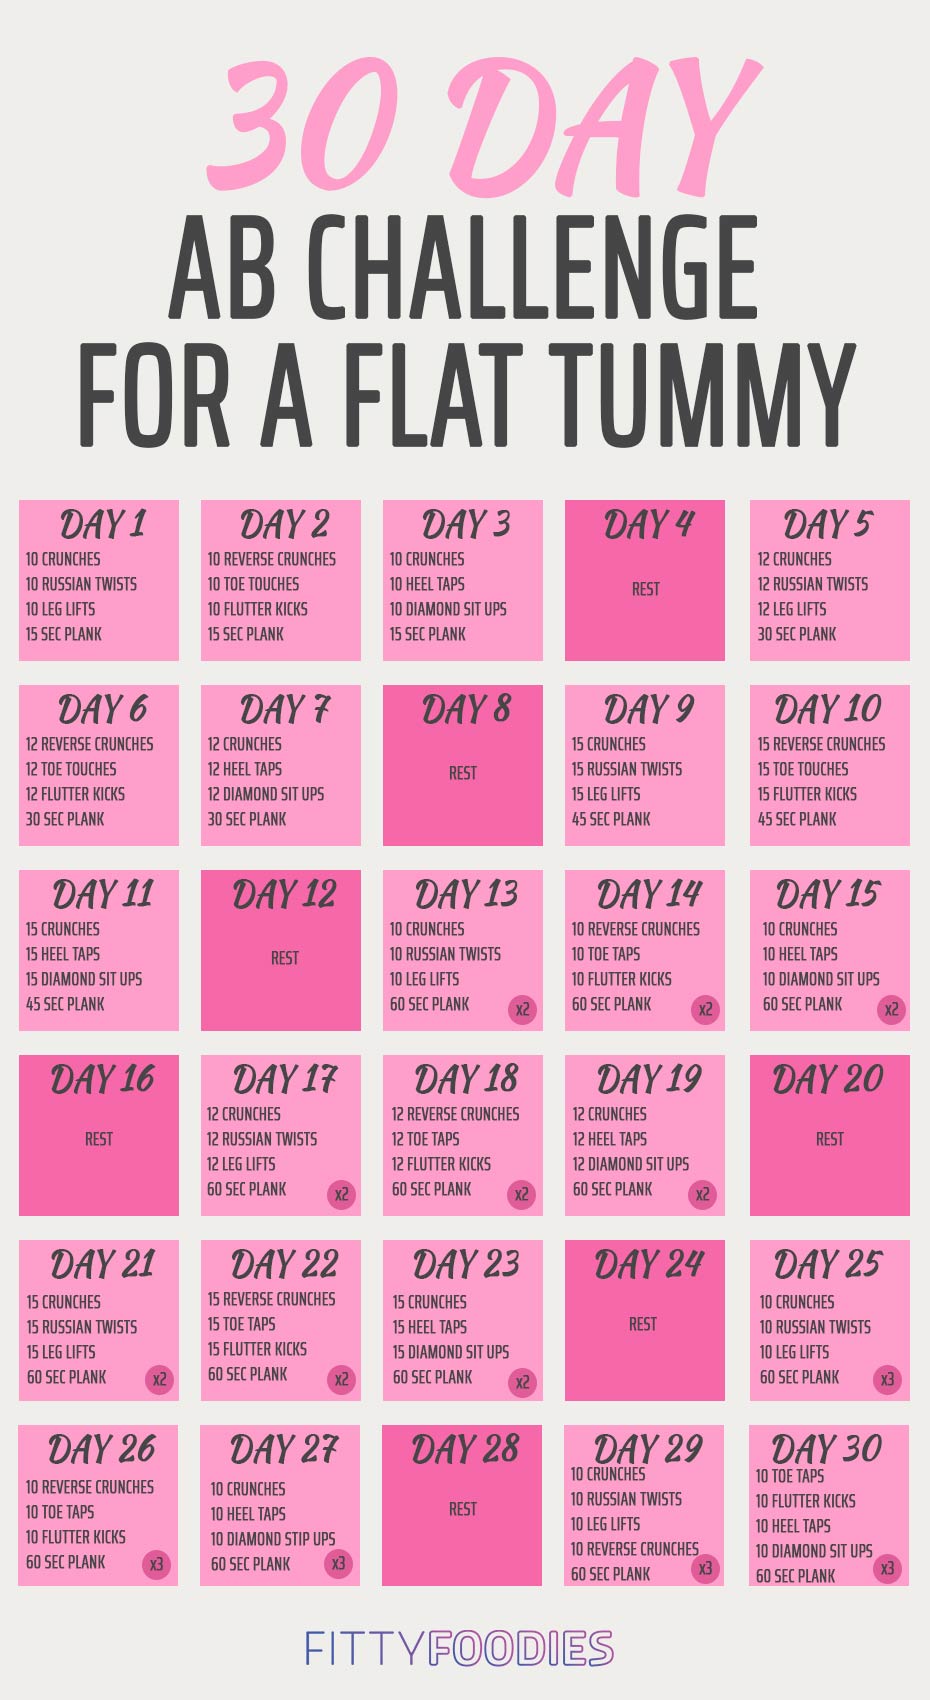 30 DAY
AB CHALLENGE
FOR A FLAT TUMMY
DAY 1
10 CRUNCHES
10 RUSSIAN TWISTS
10 LEG LIFTS
15 SEC PLANK
DAY 2
10 REVERSE CRUNCHES
10 TOE TOUCHES
10 FLUTTER KICKS
15 SEC PLANK
DAY 3
10 CRUNCHES
10 HEEL TAPS
10 DIAMOND SIT UPS
15 SEC PLANK
DAY 4
REST
DAY 5
12 CRUNCHES
12 RUSSIAN TWISTS
12 LEG LIFTS
30 SEC PLANK
DAY 6
12 REVERSE CRUNCHES
12 TOE TOUCHES
12 FLUTTER KICKS
30 SEC PLANK
DAY 7
12 CRUNCHES
12 HEEL TAPS
12 DIAMOND SIT UPS
30 SEC PLANK
DAY 8
REST
DAY 9
15 CRUNCHES
15 RUSSIAN TWISTS
15 LEG LIFTS
45 SEC PLANK
DAY 10
15 REVERSE CRUNCHES
15 TOE TOUCHES
15 FLUTTER KICKS
45 SEC PLANK
DAY 11
15 CRUNCHES
15 HEEL TAPS
15 DIAMOND SIT UPS
45 SEC PLANK
DAY 12
REST
DAY 13
10 CRUNCHES
10 RUSSIAN TWISTS
10 LEG LIFTS
60 SEC PLANK
x2
DAY 14
10 REVERSE CRUNCHES
10 TOE TAPS
10 FLUTTER KICKS
60 SEC PLANK
x2
DAY 15
10 CRUNCHES
10 HEEL TAPS
10 DIAMOND SIT UPS
60 SEC PLANK
x2
DAY 16
REST
DAY 17
12 CRUNCHES
12 RUSSIAN TWISTS
12 LEG LIFTS
60 SEC PLANK
x2
DAY 18
12 REVERSE CRUNCHES
12 TOE TAPS
12 FLUTTER KICKS
60 SEC PLANK
x2
DAY 19
12 CRUNCHES
12 HEEL TAPS
12 DIAMOND SIT UPS
60 SEC PLANK
x2
DAY 20
REST
DAY 21
15 CRUNCHES
15 RUSSIAN TWISTS
15 LEG LIFTS
60 SEC PLANK
x2
DAY 22
15 REVERSE CRUNCHES
15 TOE TAPS
15 FLUTTER KICKS
60 SEC PLANK
x2
DAY 23
15 CRUNCHES
15 HEEL TAPS
15 DIAMOND SIT UPS
60 SEC PLANK
x2
DAY 24
REST
DAY 25
10 CRUNCHES
10 RUSSIAN TWISTS
10 LEG LIFTS
60 SEC PLANK
x3
DAY 26
10 REVERSE CRUNCHES
10 TOE TAPS
10 FLUTTER KICKS
60 SEC PLANK
x3
DAY 27
10 CRUNCHES
10 HEEL TAPS
10 DIAMOND STIP UPS
60 SEC PLANK
x3
DAY 28
REST
DAY 29
10 CRUNCHES
10 RUSSIAN TWISTS
10 LEG LIFTS
10 REVERSE CRUNCHES
60 SEC PLANK
x3
DAY 30
10 TOE TAPS
10 FLUTTER KICKS
10 HEEL TAPS
10 DIAMOND SIT UPS
60 SEC PLANK
x3
FITTYFOODIES